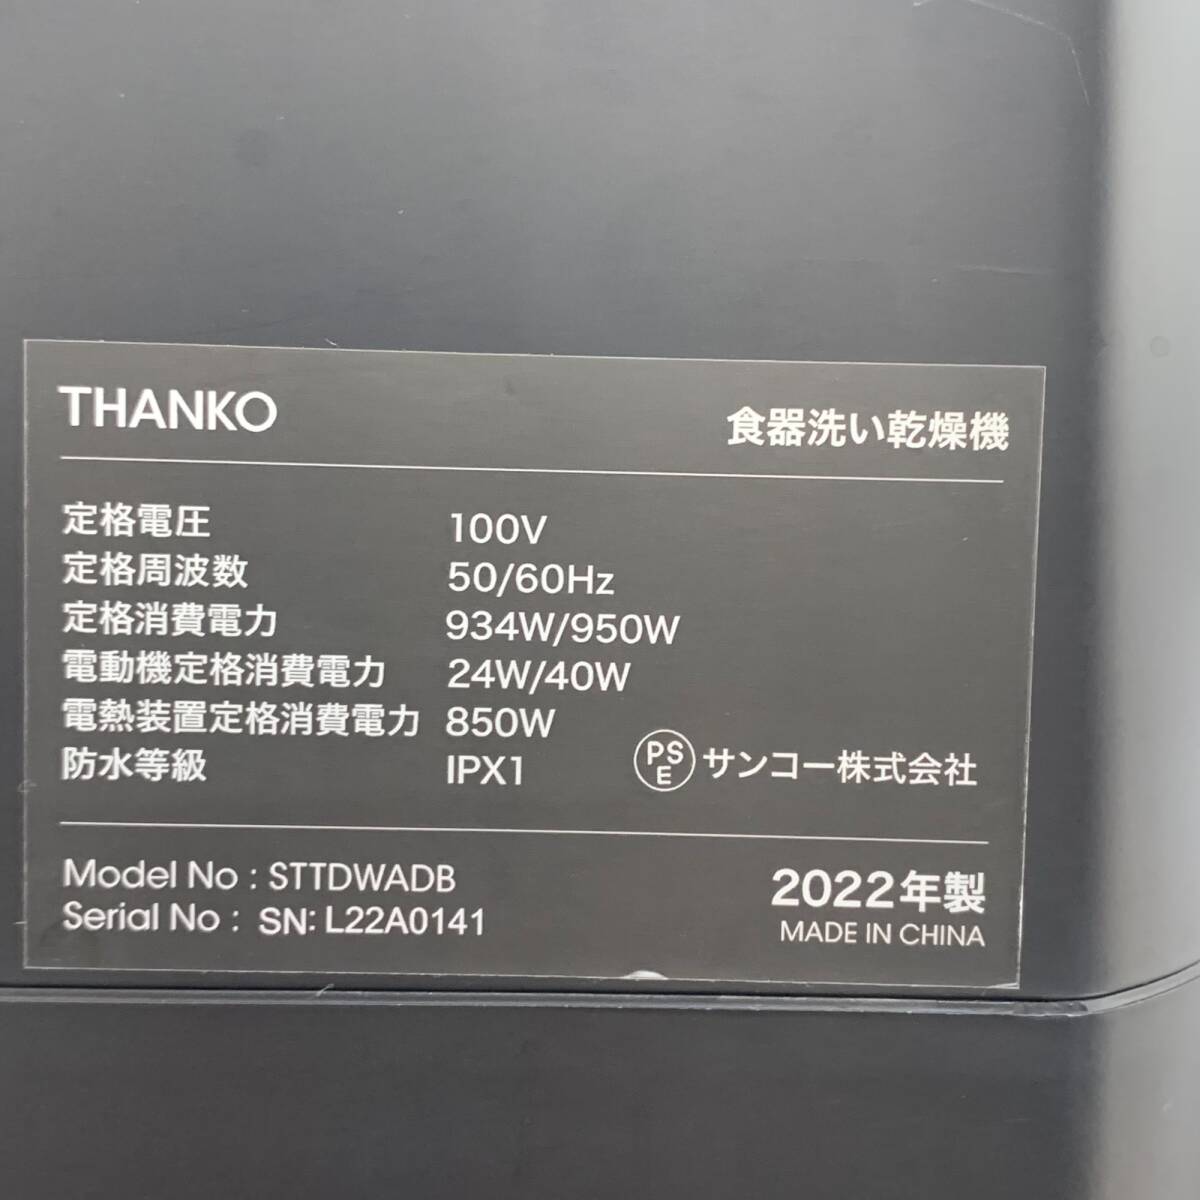 THANKO
食器洗い乾燥機
定格電圧 100V
定格周波数 50/60Hz
定格消費電力 934W/950W
電動機定格消費電力 24W/40W
電熱装置定格消費電力 850W
防水等級 IPX1
PSE サンコー株式会社
Model No : STTDWADB
Serial No : SN: L22A0141
2022年製
MADE IN CHINA